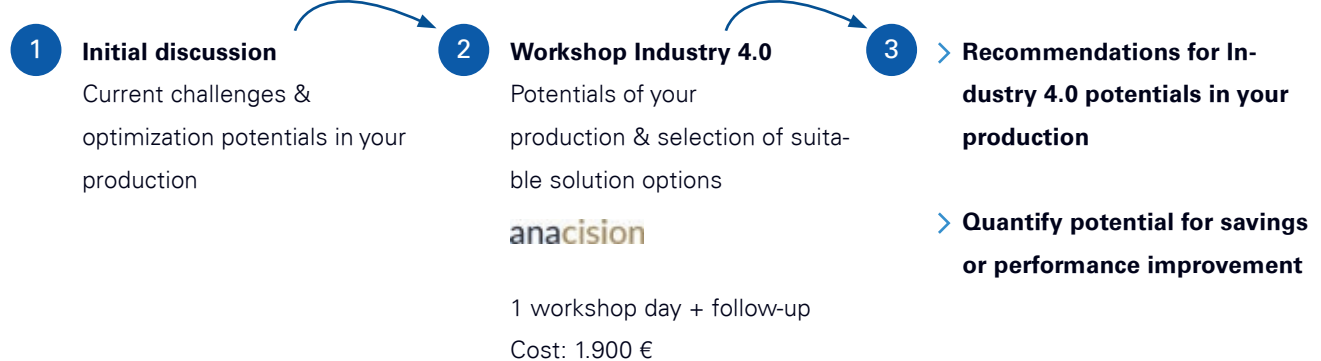 1
Initial discussion
Current challenges &
optimization potentials in your
production
2
Workshop Industry 4.0
Potentials of your
production & selection of suita-
ble solution options
anacision
1 workshop day + follow-up
Cost: 1.900 €
3
> Recommendations for In-
dustry 4.0 potentials in your
production
> Quantify potential for savings
or performance improvement